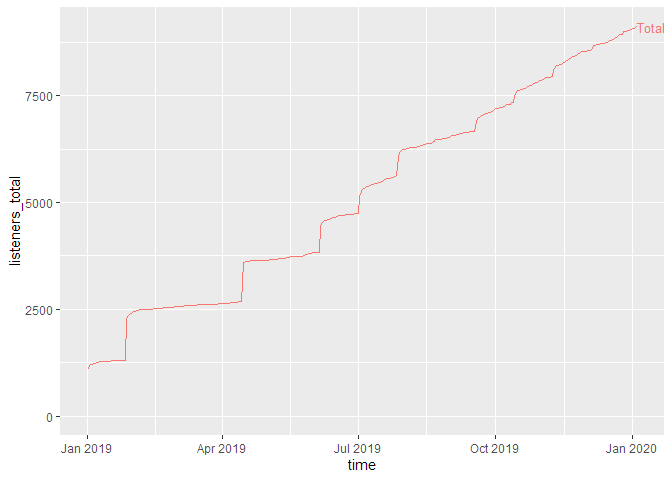 Total
7500
5000
2500
0
listeners_total
Jan 2019
Apr 2019
Jul 2019
Oct 2019
Jan 2020
time